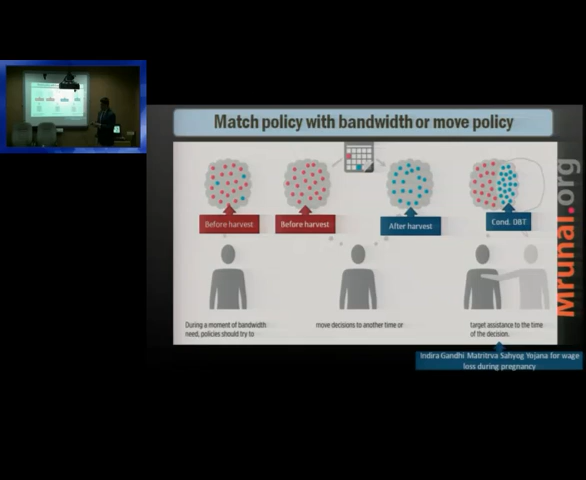 Match policy with bandwidth or move policy
Before harvest
Before harvest
After harvest
Cond. DBT
During a moment of bandwidth
need, policies should try to
move decisions to another time or
target assistance to the time
of the decision.
Indira Gandhi Matritrva Sahyog Yojana for wage
loss during pregnancy
Mrunal.org